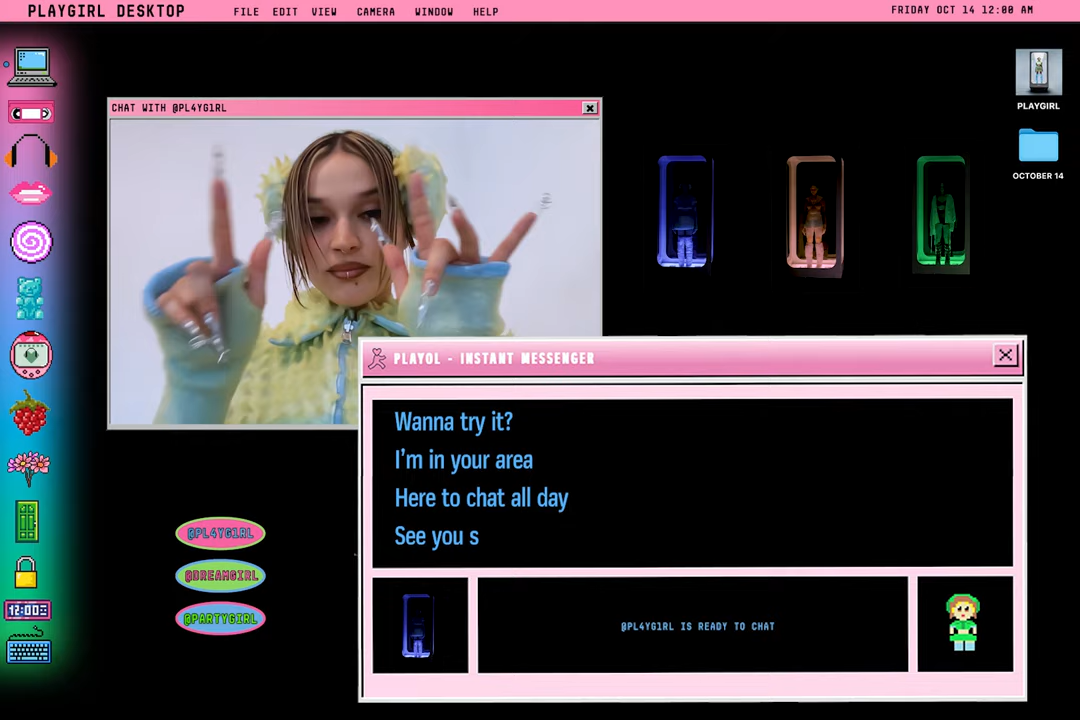 PLAYGIRL DESKTOP FILE EDIT VIEW CAMERA WINDOW HELP FRIDAY OCT 14 12:00 AM
CHAT WITH @PL4YG1RL
PLAYGIRL
OCTOBER 14
PLAYOL - INSTANT MESSENGER
Wanna try it?
I'm in your area
Here to chat all day
See you s
@PL4YG1RL
@DREAMGIRL
@PARTYGIRL
12:00
@PL4YG1RL IS READY TO CHAT